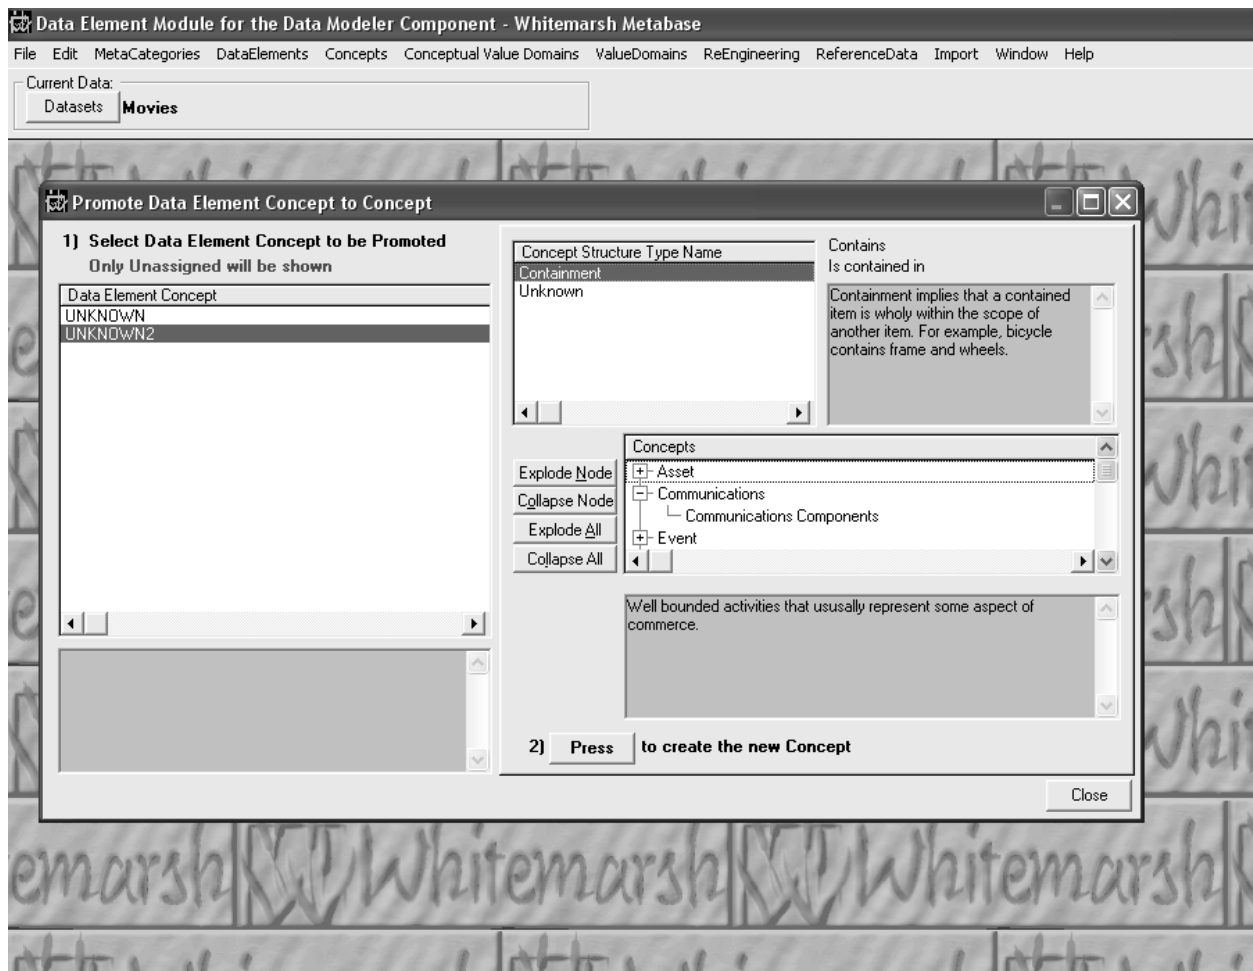 Data Element Module for the Data Modeler Component - Whitemarsh Metabase
File Edit MetaCategories DataElements Concepts Conceptual Value Domains ValueDomains ReEngineering ReferenceData Import Window Help
Current Data:
Datasets Movies
Promote Data Element Concept to Concept
1) Select Data Element Concept to be Promoted
Only Unassigned will be shown
Data Element Concept
UNKNOWN
UNKNOWN2
Concept Structure Type Name
Containment
Unknown
Contains
Is contained in
Containment implies that a contained
item is wholy within the scope of
another item. For example, bicycle
contains frame and wheels.
Explode Node
Collapse Node
Explode All
Collapse All
Concepts
Asset
Communications
Communications Components
Event
Well bounded activities that ususally represent some aspect of
commerce.
2) Press to create the new Concept
Close
Whitemarsh
Whitemarsh